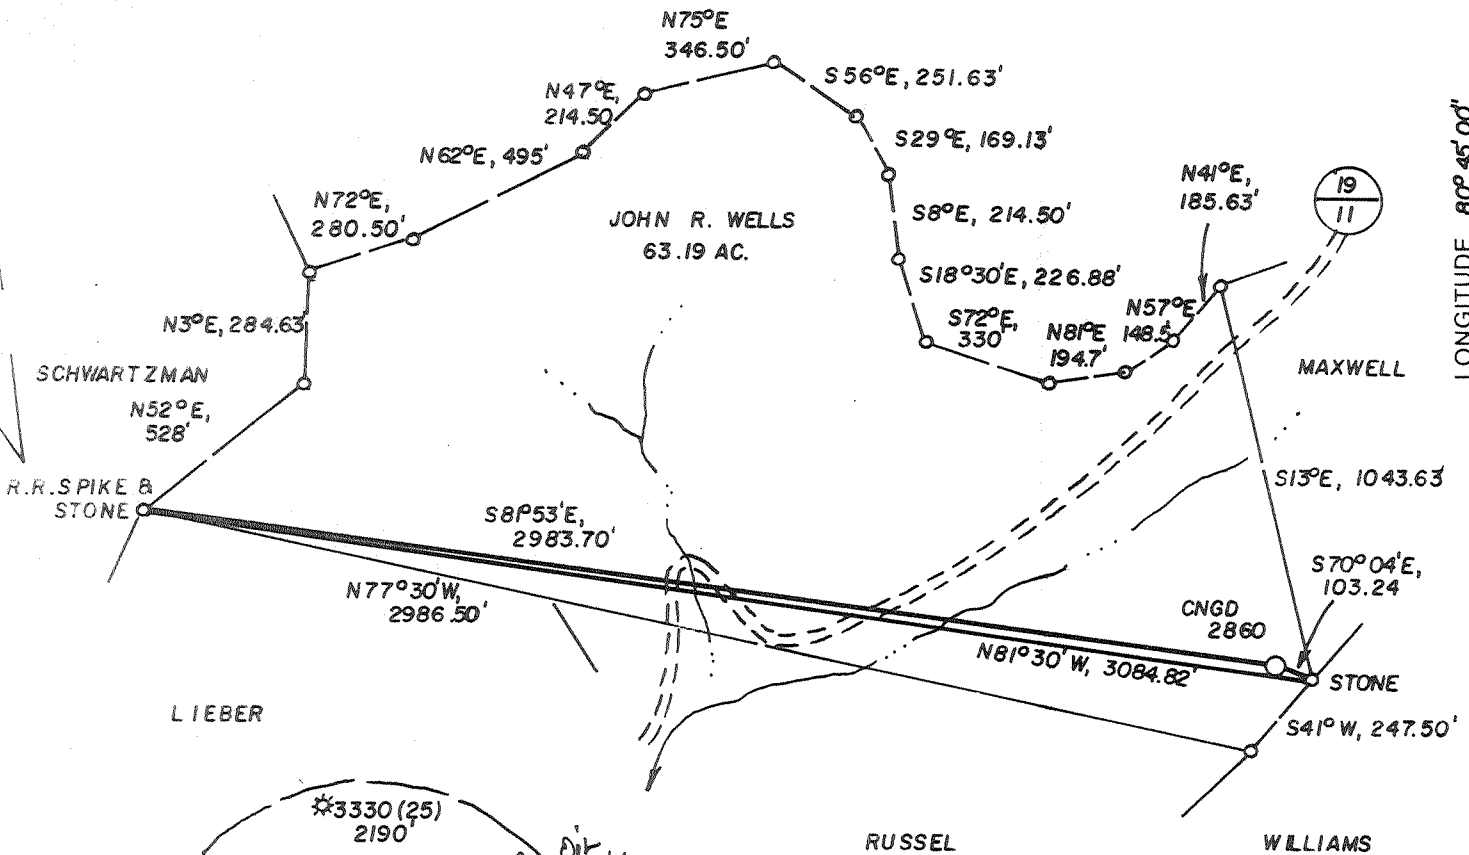 N75°E
346.50'
S56°E, 251.63'
N47°E,
214.50
N62°E, 495'
S29°E, 169.13'
N41°E,
185.63'
19
11
LONGITUDE 80° 45' 00"
N72°E,
280.50'
JOHN R. WELLS
63.19 AC.
S8°E, 214.50'
S18°30'E, 226.88'
N3°E, 284.63'
S72°E,
330'
N81°E
194.7'
N57°E
148.5'
SCHWARTZMAN
MAXWELL
N52°E,
528'
R.R. SPIKE &
STONE
S13°E, 1043.63'
S81°53'E,
2983.70'
N77°30'W,
2986.50'
S70°04'E,
103.24
CNGD
2860
N81°30'W, 3084.82'
STONE
S41°W, 247.50'
LIEBER
3330 (25)
2190'
RUSSEL
WILLIAMS